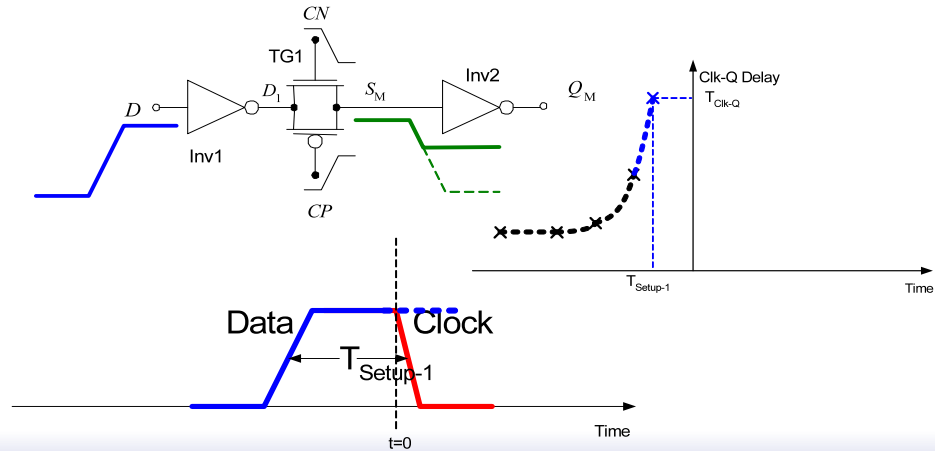 CN
TG1
Inv2
D
D1
SM
QM
Inv1
CP
Clk-Q Delay
TClk-Q
TSetup-1
Time
Data
Clock
TSetup-1
Time
t=0